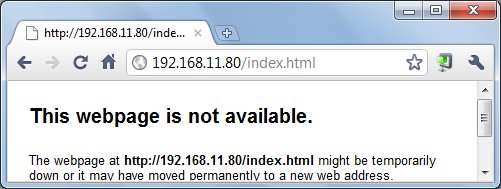 http://192.168.11.80/inde...
192.168.11.80/index.html
This webpage is not available.
The webpage at http://192.168.11.80/index.html might be temporarily
down or it may have moved permanently to a new web address.